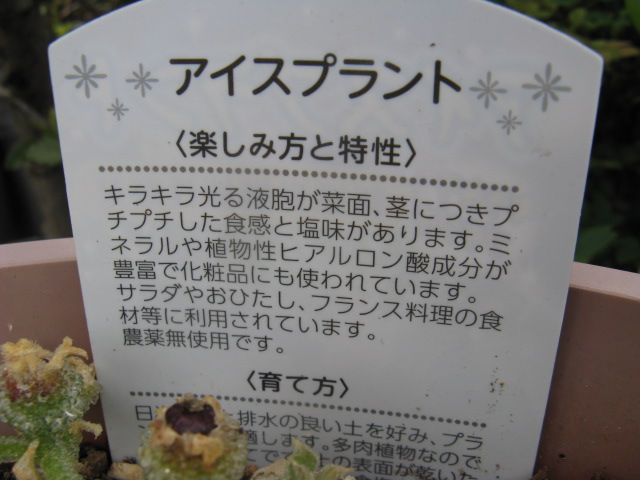 アイスプラント
〈楽しみ方と特性〉
キラキラ光る液胞が菜面、茎につきプ
チプチした食感と塩味があります。ミ
ネラルや植物性ヒアルロン酸成分が
豊富で化粧品にも使われています。
サラダやおひたし、フランス料理の食
材等に利用されています。
農薬無使用です。
〈育て方〉
日 排水の良い土を好み、プラ
適します。多肉植物なので
土の表面が乾いた